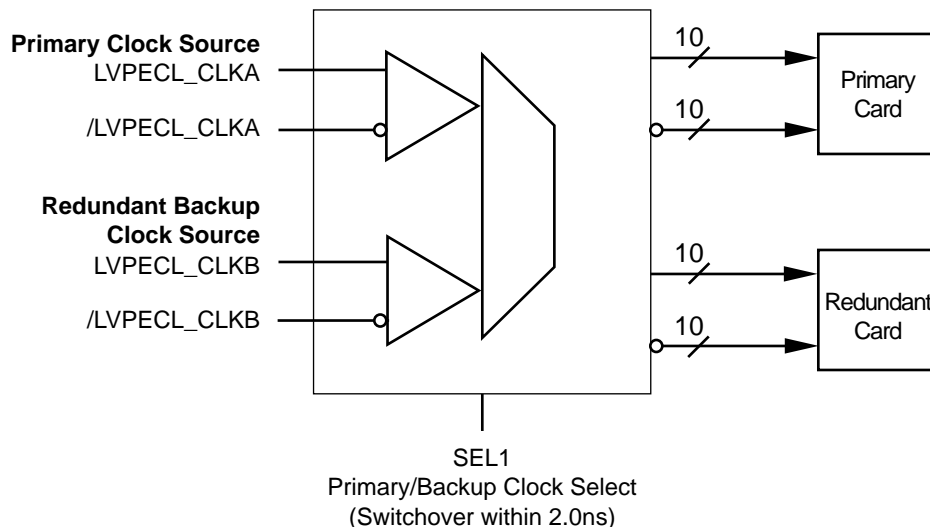 Primary Clock Source
LVPECL_CLKA
/LVPECL_CLKA
Redundant Backup
Clock Source
LVPECL_CLKB
/LVPECL_CLKB
10
10
Primary
Card
10
10
Redundant
Card
SEL1
Primary/Backup Clock Select
(Switchover within 2.0ns)